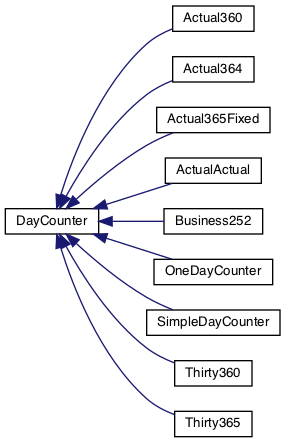 Actual360
Actual364
Actual365Fixed
ActualActual
DayCounter
Business252
OneDayCounter
SimpleDayCounter
Thirty360
Thirty365